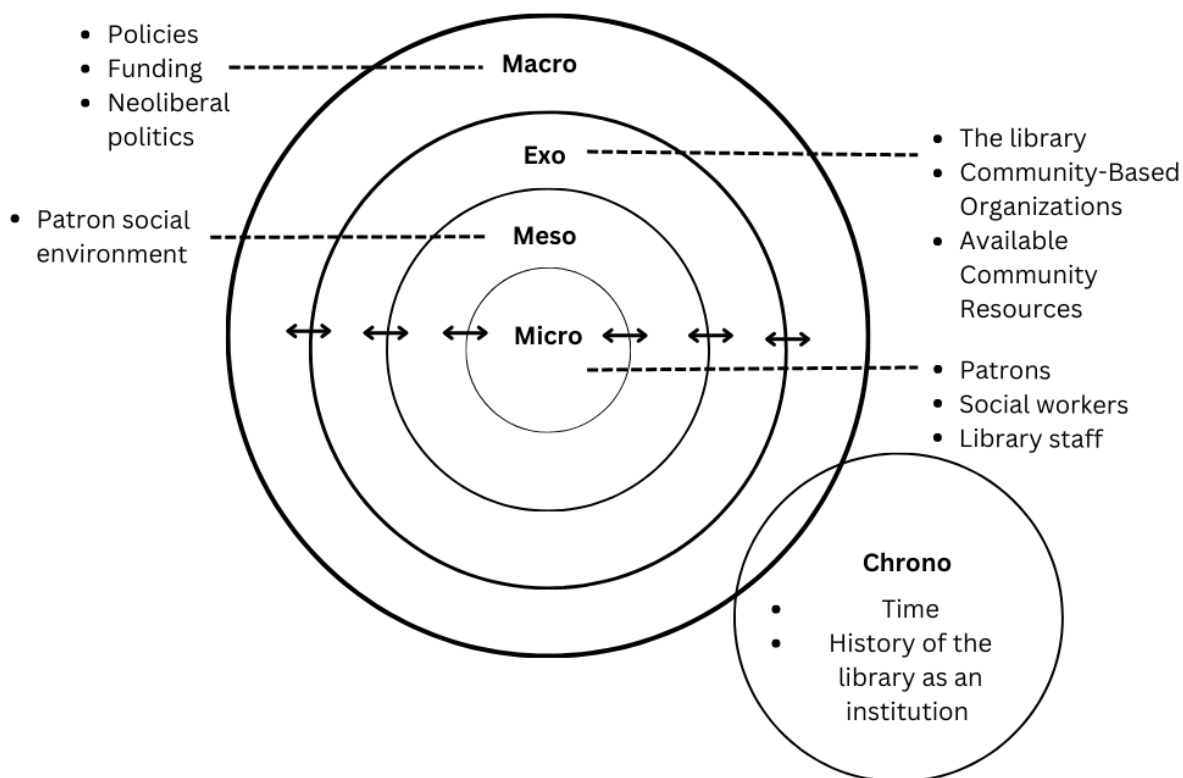 • Policies
• Funding
• Neoliberal
politics
Macro
Exo
• The library
• Community-Based
Organizations
• Available
Community
Resources
• Patron social
environment
Meso
Micro
• Patrons
• Social workers
• Library staff
Chrono
• Time
• History of the
library as an
institution